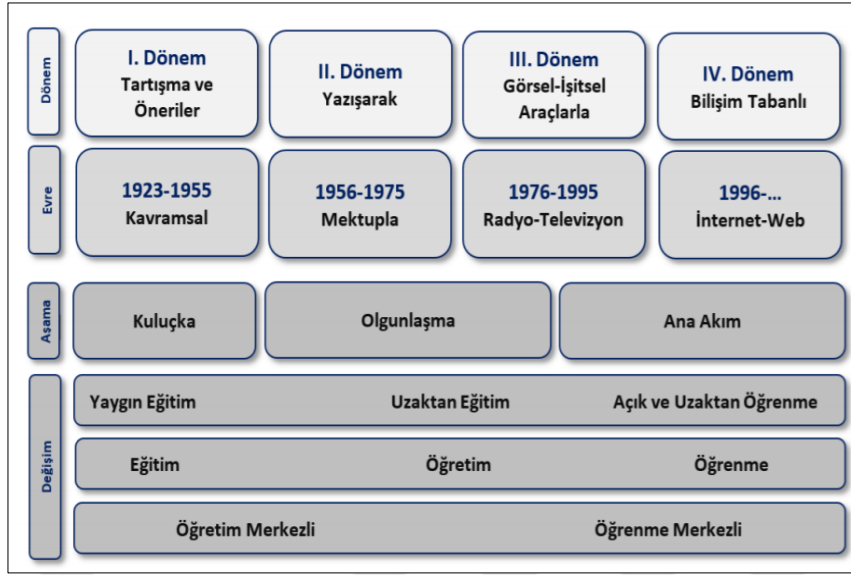 Dönem
I. Dönem
Tartışma ve
Öneriler
II. Dönem
Yazışarak
III. Dönem
Görsel-İşitsel
Araçlarla
IV. Dönem
Bilişim Tabanlı
Evre
1923-1955
Kavramsal
1956-1975
Mektupla
1976-1995
Radyo-Televizyon
1996-...
İnternet-Web
Aşama
Kuluçka
Olgunlaşma
Ana Akım
Değişim
Yaygın Eğitim
Uzaktan Eğitim
Açık ve Uzaktan Öğrenme
Eğitim
Öğretim
Öğrenme
Öğretim Merkezli
Öğrenme Merkezli